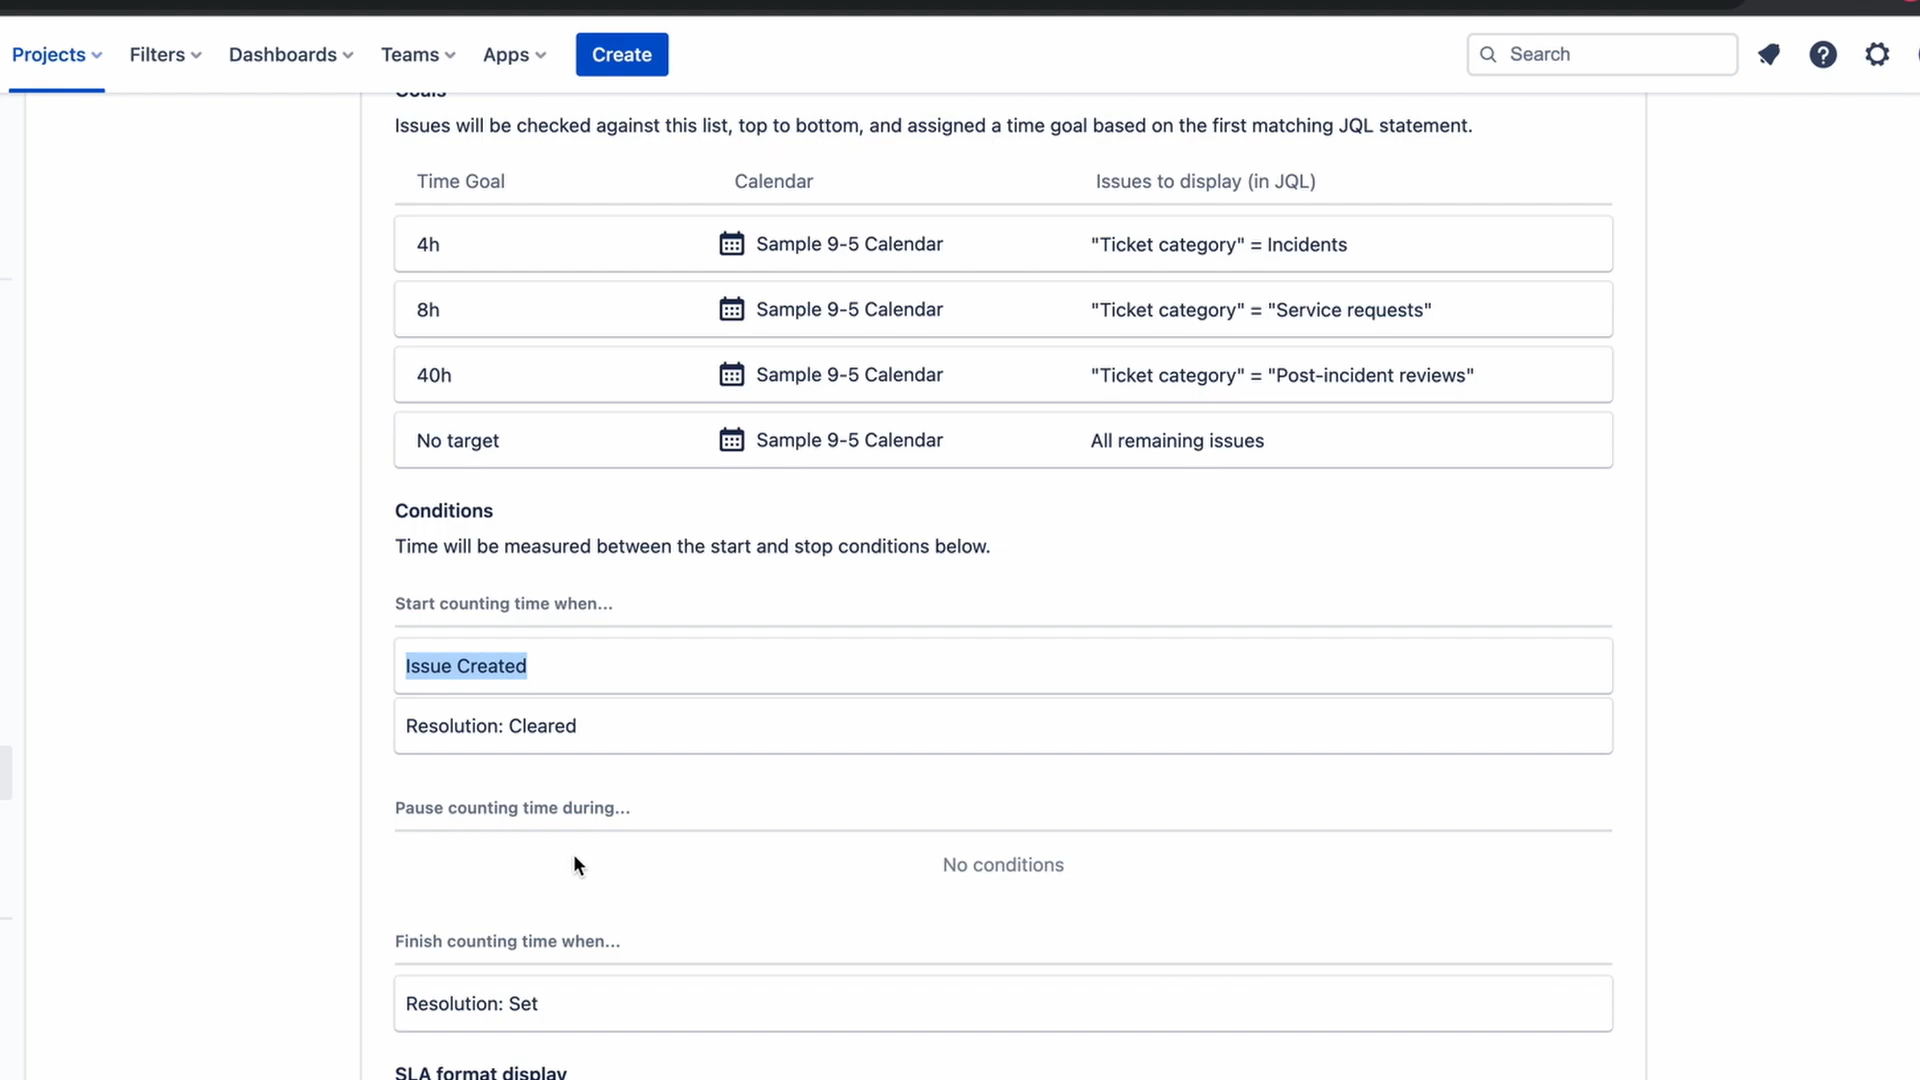 Projects Filters Dashboards Teams Apps Create Search
Goals
Issues will be checked against this list, top to bottom, and assigned a time goal based on the first matching JQL statement.
Time Goal Calendar Issues to display (in JQL)
4h Sample 9-5 Calendar "Ticket category" = Incidents
8h Sample 9-5 Calendar "Ticket category" = "Service requests"
40h Sample 9-5 Calendar "Ticket category" = "Post-incident reviews"
No target Sample 9-5 Calendar All remaining issues
Conditions
Time will be measured between the start and stop conditions below.
Start counting time when...
Issue Created
Resolution: Cleared
Pause counting time during...
No conditions
Finish counting time when...
Resolution: Set
SLA format display